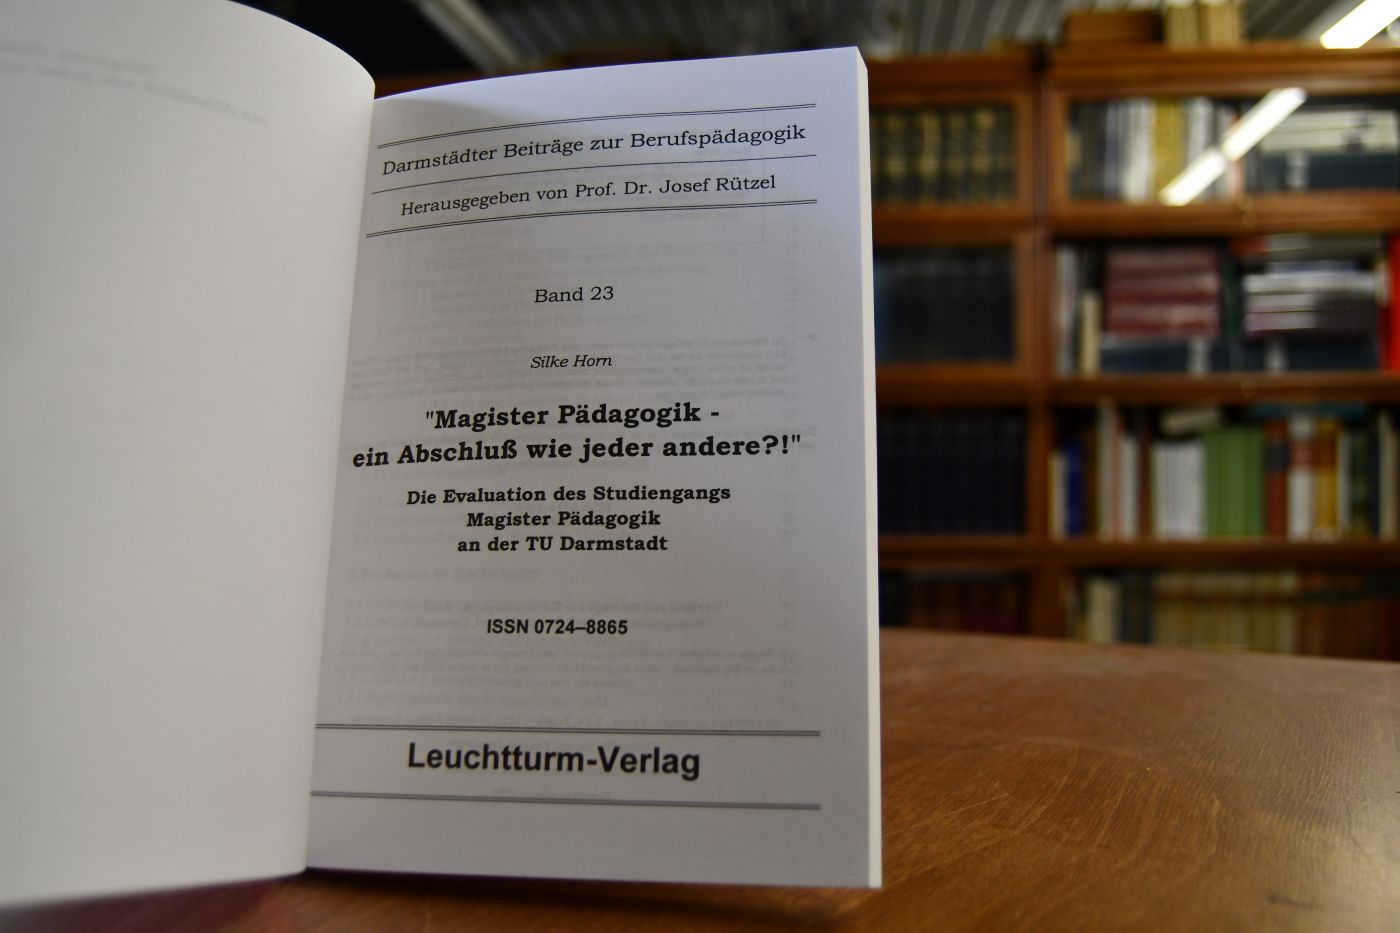 Darmstädter Beiträge zur Berufspädagogik
Herausgegeben von Prof. Dr. Josef Rützel
Band 23
Silke Horn
"Magister Pädagogik -
ein Abschluß wie jeder andere?!"
Die Evaluation des Studiengangs
Magister Pädagogik
an der TU Darmstadt
ISSN 0724–8865
Leuchtturm-Verlag